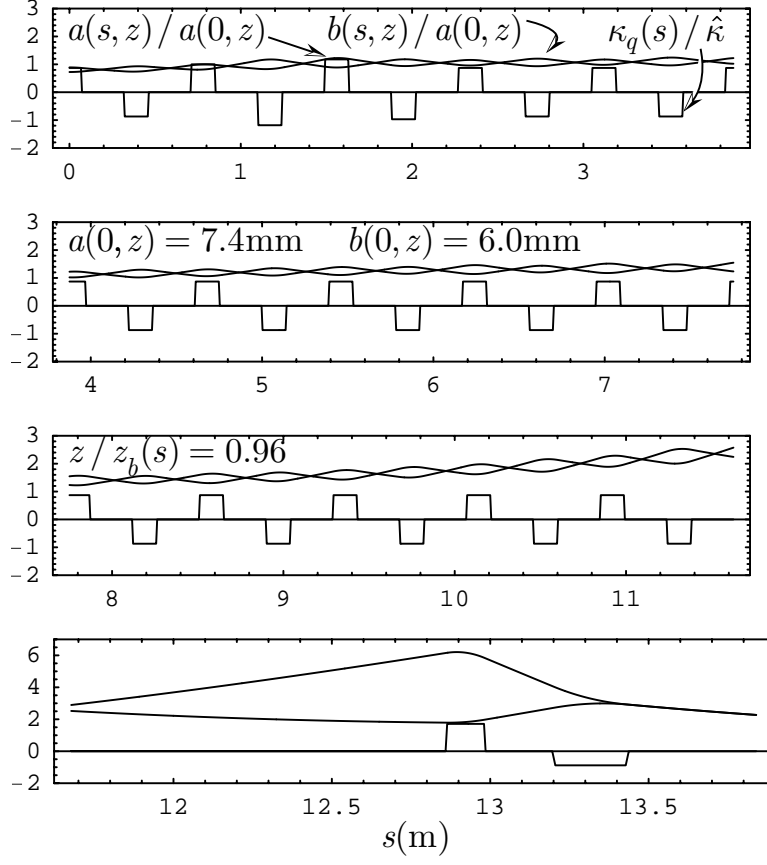 3
a(s, z) / a(0, z) b(s, z) / a(0, z) κ_q(s) / κ̂
2
1
0
−1
−2
0 1 2 3
3
a(0, z) = 7.4mm b(0, z) = 6.0mm
2
1
0
−1
−2
4 5 6 7
3
z / z_b(s) = 0.96
2
1
0
−1
−2
8 9 10 11
6
4
2
0
−2
12 12.5 13 13.5
s(m)